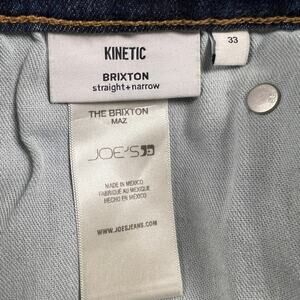 KINETIC
33
BRIXTON
straight+narrow
THE BRIXTON
MAZ
JOE'S
MADE IN MEXICO
FABRIQUÉ AU MEXIQUE
HECHO EN MEXICO
WWW.JOESJEANS.COM